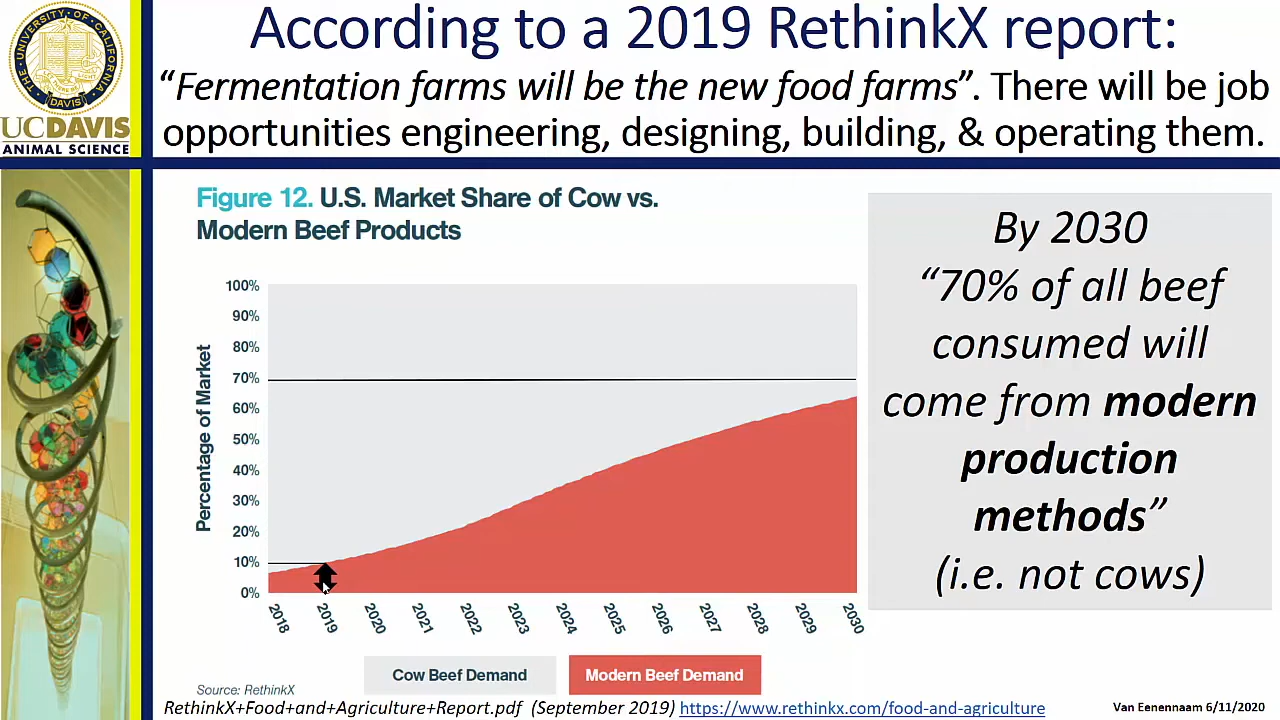 According to a 2019 RethinkX report:
“Fermentation farms will be the new food farms”. There will be job
opportunities engineering, designing, building, & operating them.
THE UNIVERSITY OF CALIFORNIA
DAVIS
UCDAVIS
ANIMAL SCIENCE
Figure 12. U.S. Market Share of Cow vs.
Modern Beef Products
Percentage of Market
100%
90%
80%
70%
60%
50%
40%
30%
20%
10%
0%
2018
2019
2020
2021
2022
2023
2024
2025
2026
2027
2028
2029
2030
Cow Beef Demand
Modern Beef Demand
Source: RethinkX
By 2030
“70% of all beef
consumed will
come from modern
production
methods”
(i.e. not cows)
RethinkX+Food+and+Agriculture+Report.pdf (September 2019) https://www.rethinkx.com/food-and-agriculture
Van Eenennaam 6/11/2020